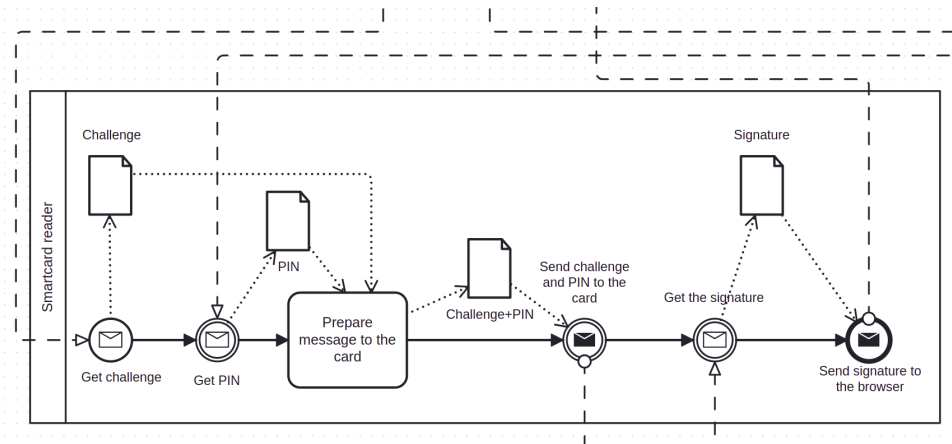 Challenge
Signature
Smartcard reader
PIN
Send challenge
and PIN to the
card
Get the signature
Challenge+PIN
Prepare
message to the
card
Get challenge
Get PIN
Send signature to
the browser